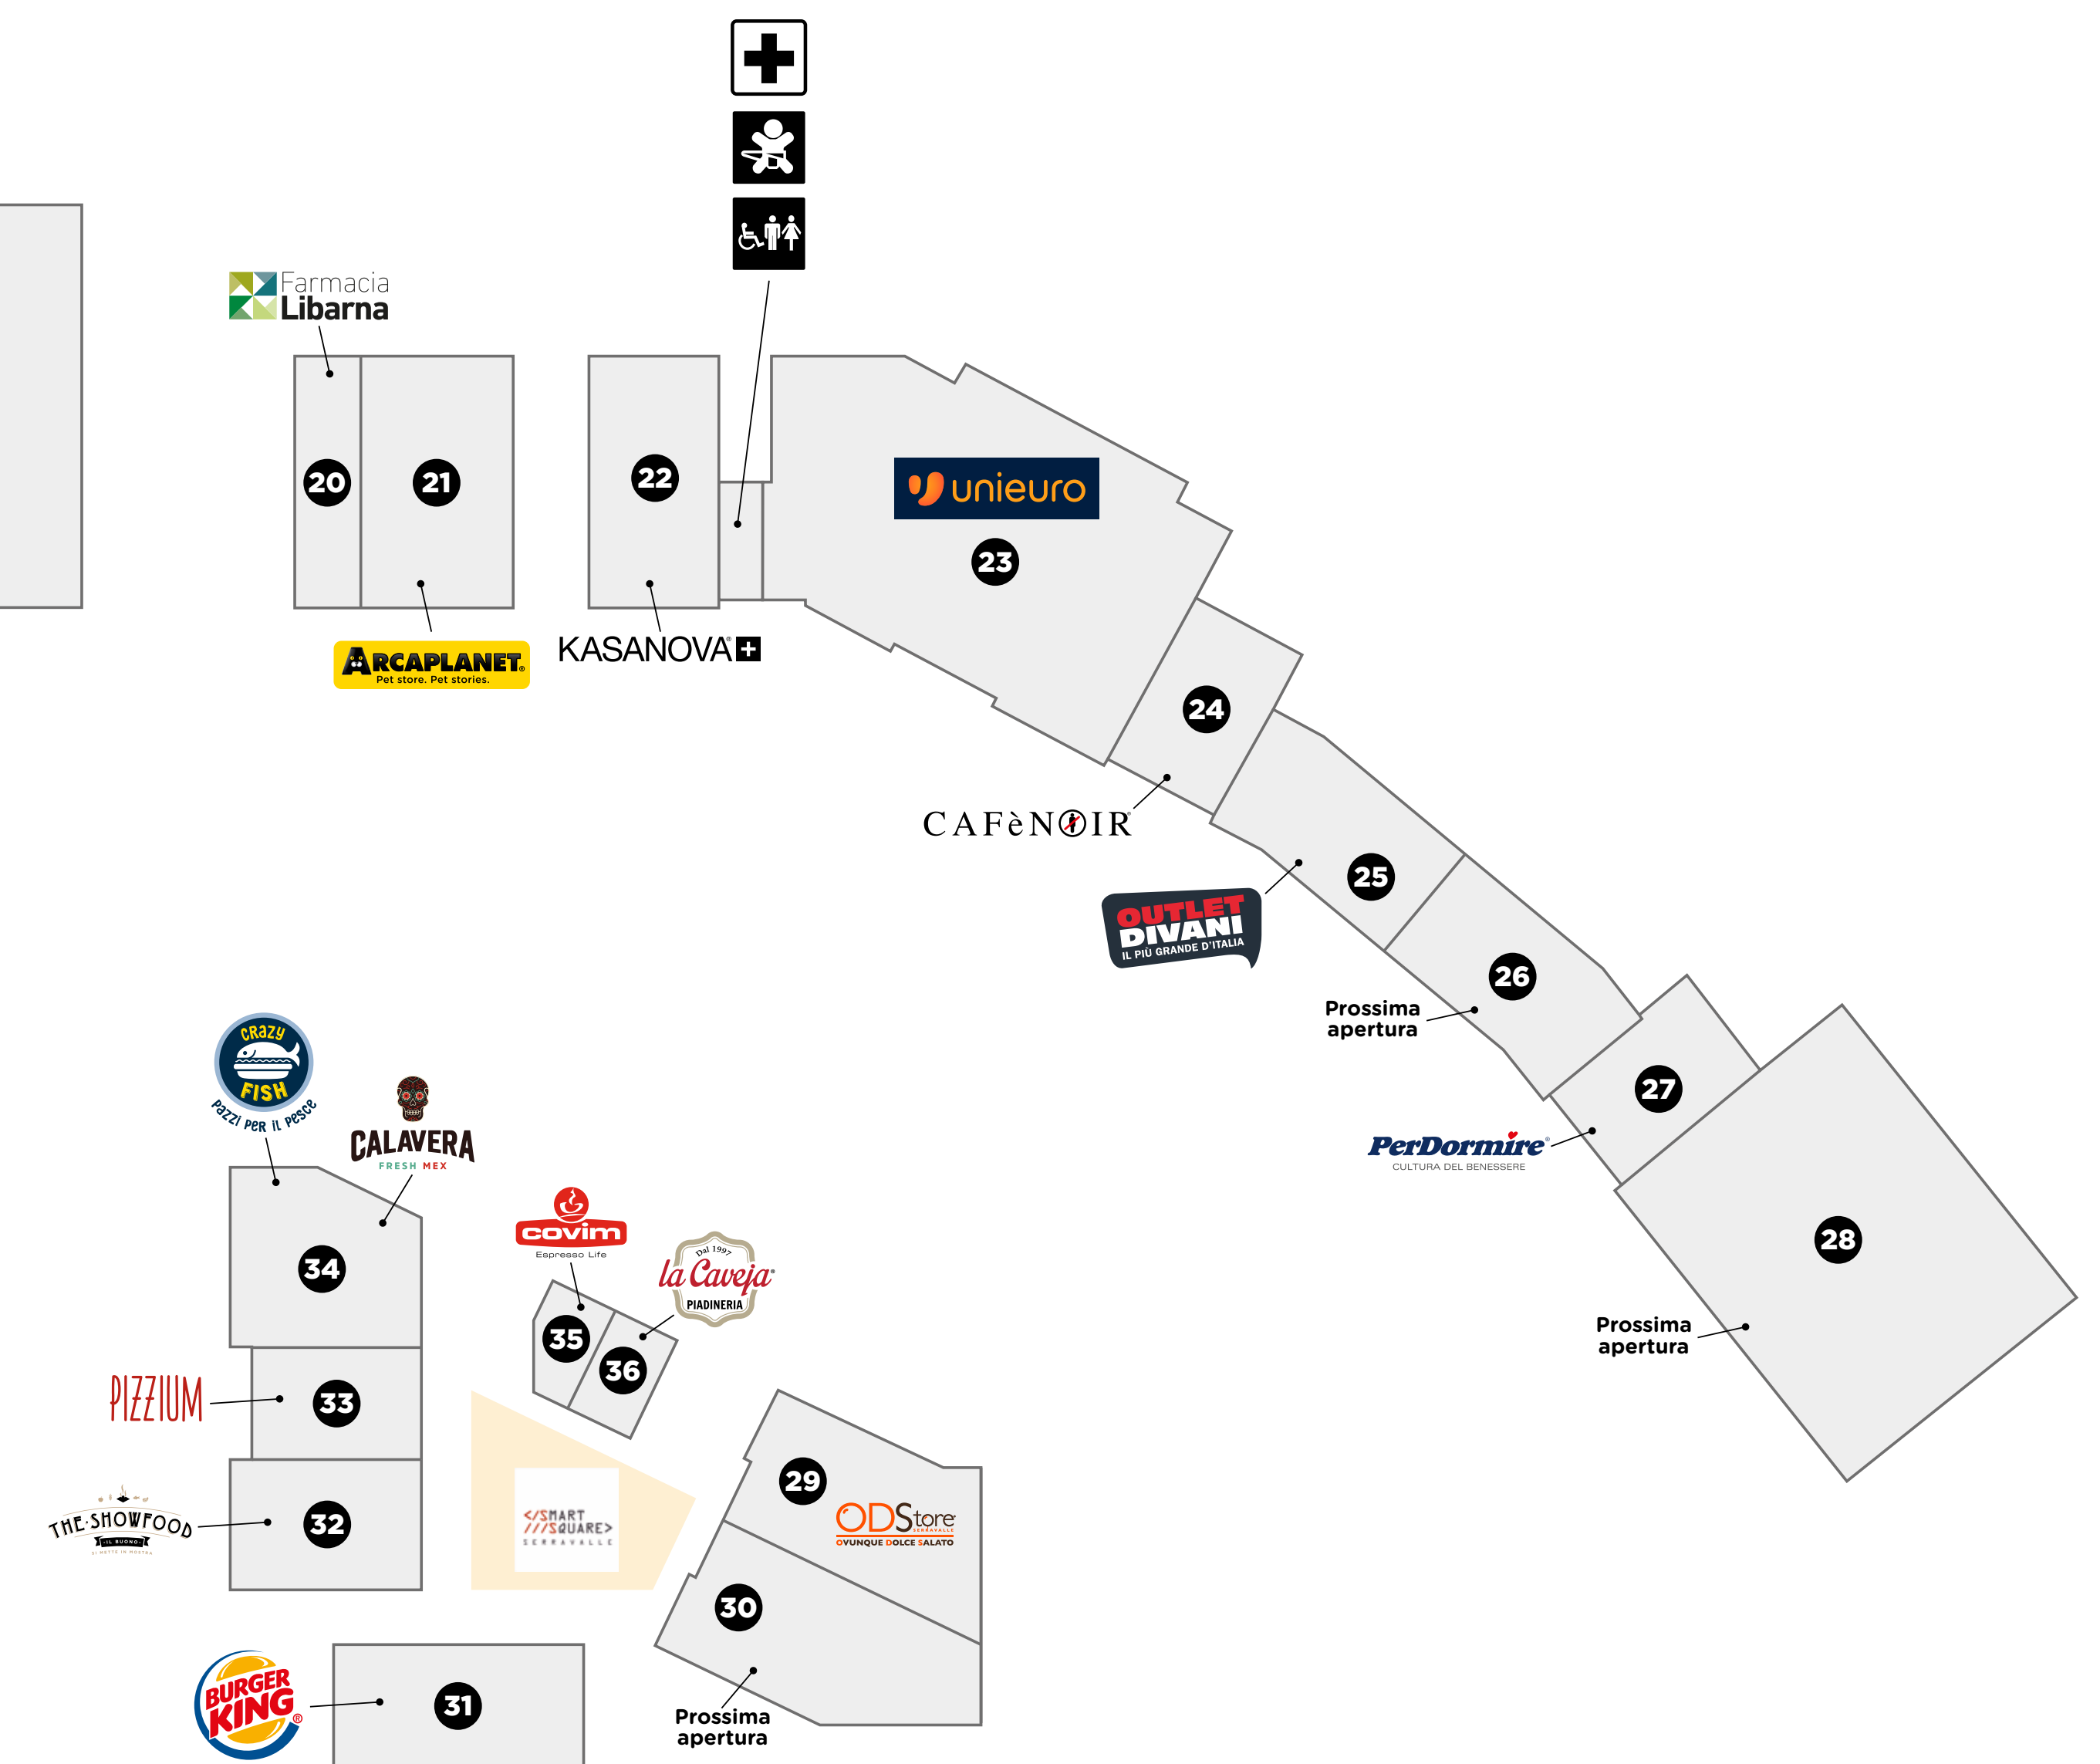 Farmacia
Libarna
20
21
22
unieuro
23
ARCAPLANET®
Pet store. Pet stories.
KASANOVA®+
24
CAFèNOIR®
25
OUTLET
DIVANI
IL PIÙ GRANDE D'ITALIA
26
Prossima
apertura
27
PerDormire®
CULTURA DEL BENESSERE
28
Prossima
apertura
CRAZY
FISH
PAZZI PER IL PESCE
CALAVERA
FRESH MEX
34
covim
Espresso Life
Dal 1997
la Caveja®
PIADINERIA
35
36
PIZZIUM
33
THE·SHOWFOOD
·IL BUONO·
32
</SMART
///SQUARE>
SERRAVALLE
29
ODStore
SERRAVALLE
OVUNQUE DOLCE SALATO
30
Prossima
apertura
BURGER
KING®
31